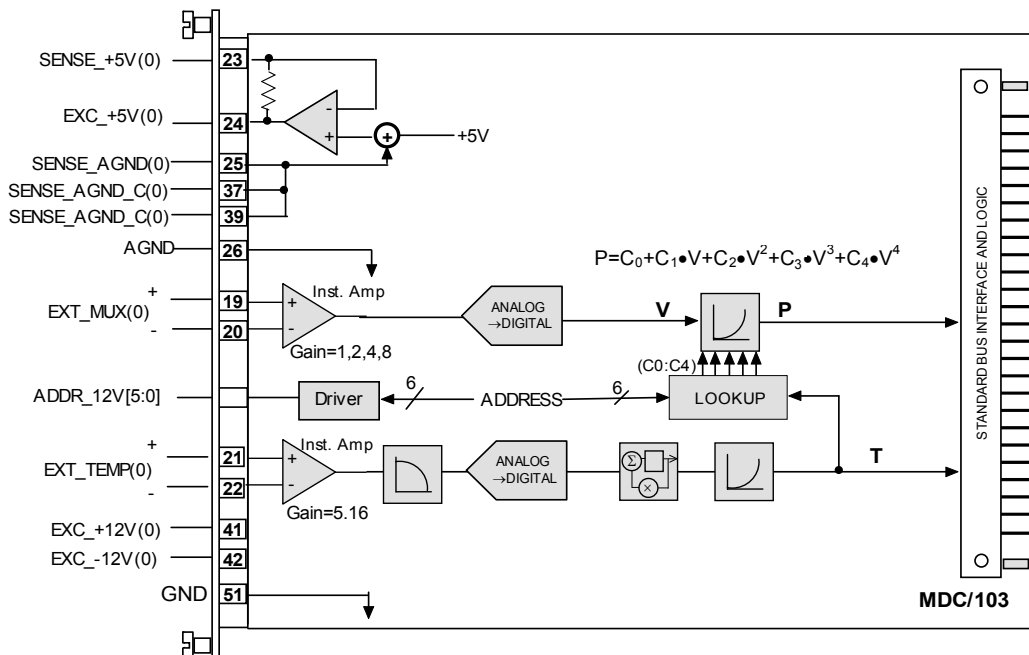 SENSE_+5V(0) 23
EXC_+5V(0) 24
- 
+ + +5V
SENSE_AGND(0) 25
SENSE_AGND_C(0) 37
SENSE_AGND_C(0) 39
AGND 26
P=C0+C1•V+C2•V2+C3•V3+C4•V4
+ 19 + Inst. Amp
EXT_MUX(0)
- 20 -
Gain=1,2,4,8
ANALOG
→DIGITAL
V P
(C0:C4)
ADDR_12V[5:0] Driver 6 ADDRESS 6 LOOKUP
+ 21 + Inst. Amp
EXT_TEMP(0)
- 22 -
Gain=5.16
ANALOG
→DIGITAL
Σ
×
T
EXC_+12V(0) 41
EXC_-12V(0) 42
GND 51
STANDARD BUS INTERFACE AND LOGIC
MDC/103